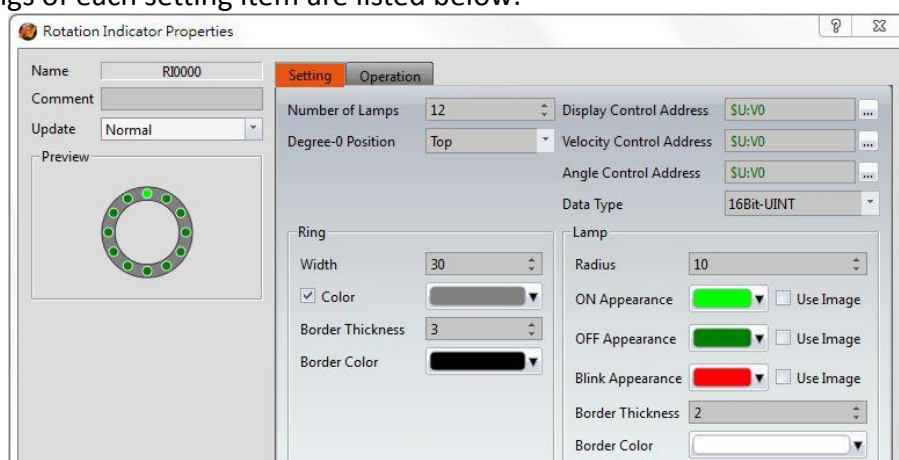 ngs of each setting item are listed below:
Rotation Indicator Properties
Name RI0000
Comment
Update Normal
Preview
Setting Operation
Number of Lamps 12
Degree-0 Position Top
Display Control Address $U:V0 ...
Velocity Control Address $U:V0 ...
Angle Control Address $U:V0 ...
Data Type 16Bit-UINT
Ring
Width 30
Color
Border Thickness 3
Border Color
Lamp
Radius 10
ON Appearance Use Image
OFF Appearance Use Image
Blink Appearance Use Image
Border Thickness 2
Border Color